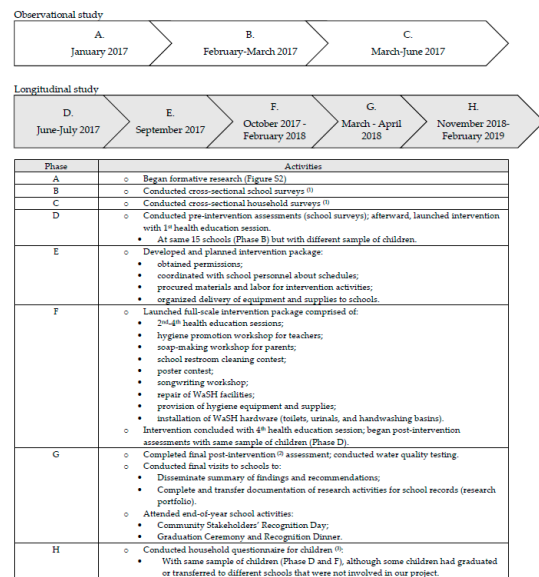 Observational study
A.
January 2017
B.
February-March 2017
C.
March-June 2017
Longitudinal study
D.
June-July 2017
E.
September 2017
F.
October 2017 -
February 2018
G.
March - April
2018
H.
November 2018-
February 2019
Phase Activities
A ○ Began formative research (Figure S2)
B ○ Conducted cross-sectional school surveys (1)
C ○ Conducted cross-sectional household surveys (1)
D ○ Conducted pre-intervention assessments (school surveys); afterward, launched intervention
with 1st health education session.
• At same 15 schools (Phase B) but with different sample of children.
E ○ Developed and planned intervention package:
• obtained permissions;
• coordinated with school personnel about schedules;
• procured materials and labor for intervention activities;
• organized delivery of equipment and supplies to schools.
F ○ Launched full-scale intervention package comprised of:
• 2nd-4th health education sessions;
• hygiene promotion workshop for teachers;
• soap-making workshop for parents;
• school restroom cleaning contest;
• poster contest;
• songwriting workshop;
• repair of WaSH facilities;
• provision of hygiene equipment and supplies;
• installation of WaSH hardware (toilets, urinals, and handwashing basins).
○ Intervention concluded with 4th health education session; began post-intervention
assessments with same sample of children (Phase D).
G ○ Completed final post-intervention (2) assessment; conducted water quality testing.
○ Conducted final visits to schools to:
• Disseminate summary of findings and recommendations;
• Complete and transfer documentation of research activities for school records (research
portfolio).
○ Attended end-of-year school activities:
• Community Stakeholders' Recognition Day;
• Graduation Ceremony and Recognition Dinner.
H ○ Conducted household questionnaire for children (3):
• With same sample of children (Phase D and F), although some children had graduated
or transferred to different schools that were not involved in our project.